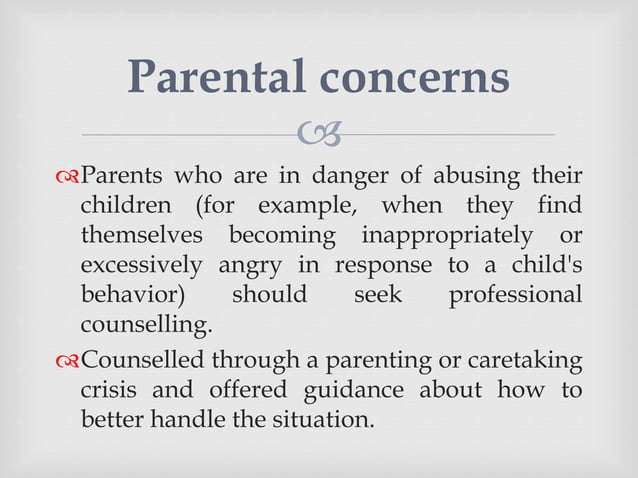 Parental concerns
Parents who are in danger of abusing their
children (for example, when they find
themselves becoming inappropriately or
excessively angry in response to a child's
behavior) should seek professional
counselling.
Counselled through a parenting or caretaking
crisis and offered guidance about how to
better handle the situation.